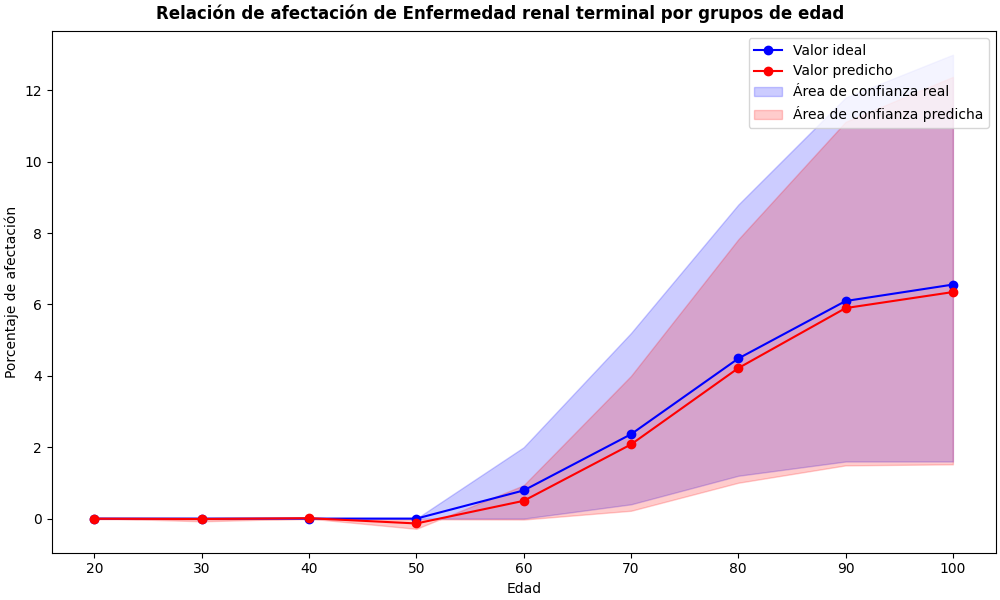 Relación de afectación de Enfermedad renal terminal por grupos de edad
Valor ideal
Valor predicho
Área de confianza real
Área de confianza predicha
Porcentaje de afectación
12
10
8
6
4
2
0
20 30 40 50 60 70 80 90 100
Edad